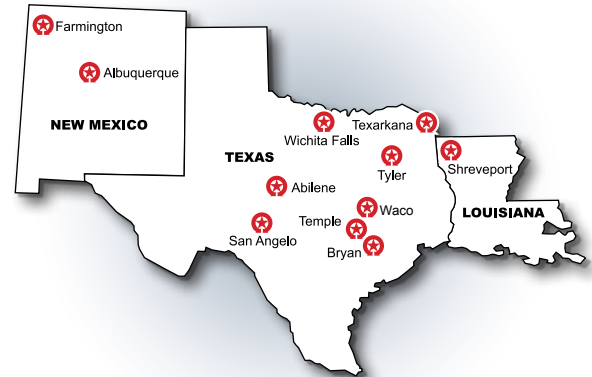 Farmington
Albuquerque
NEW MEXICO
Wichita Falls
Texarkana
TEXAS
Tyler
Shreveport
Abilene
Waco
LOUISIANA
Temple
San Angelo
Bryan